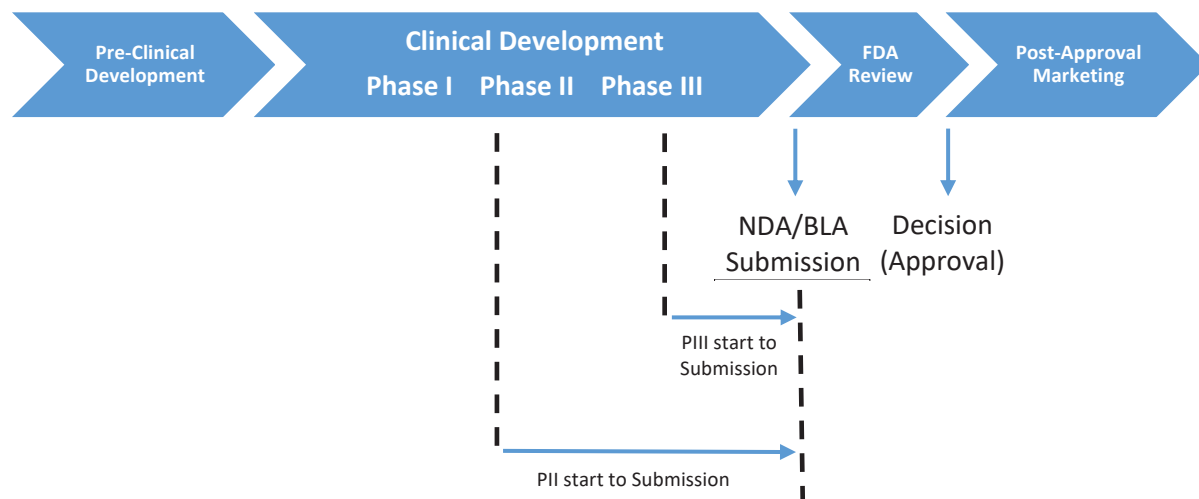 Pre-Clinical
Development
Clinical Development
Phase I Phase II Phase III
FDA
Review
Post-Approval
Marketing
NDA/BLA
Submission
Decision
(Approval)
PIII start to
Submission
PII start to Submission